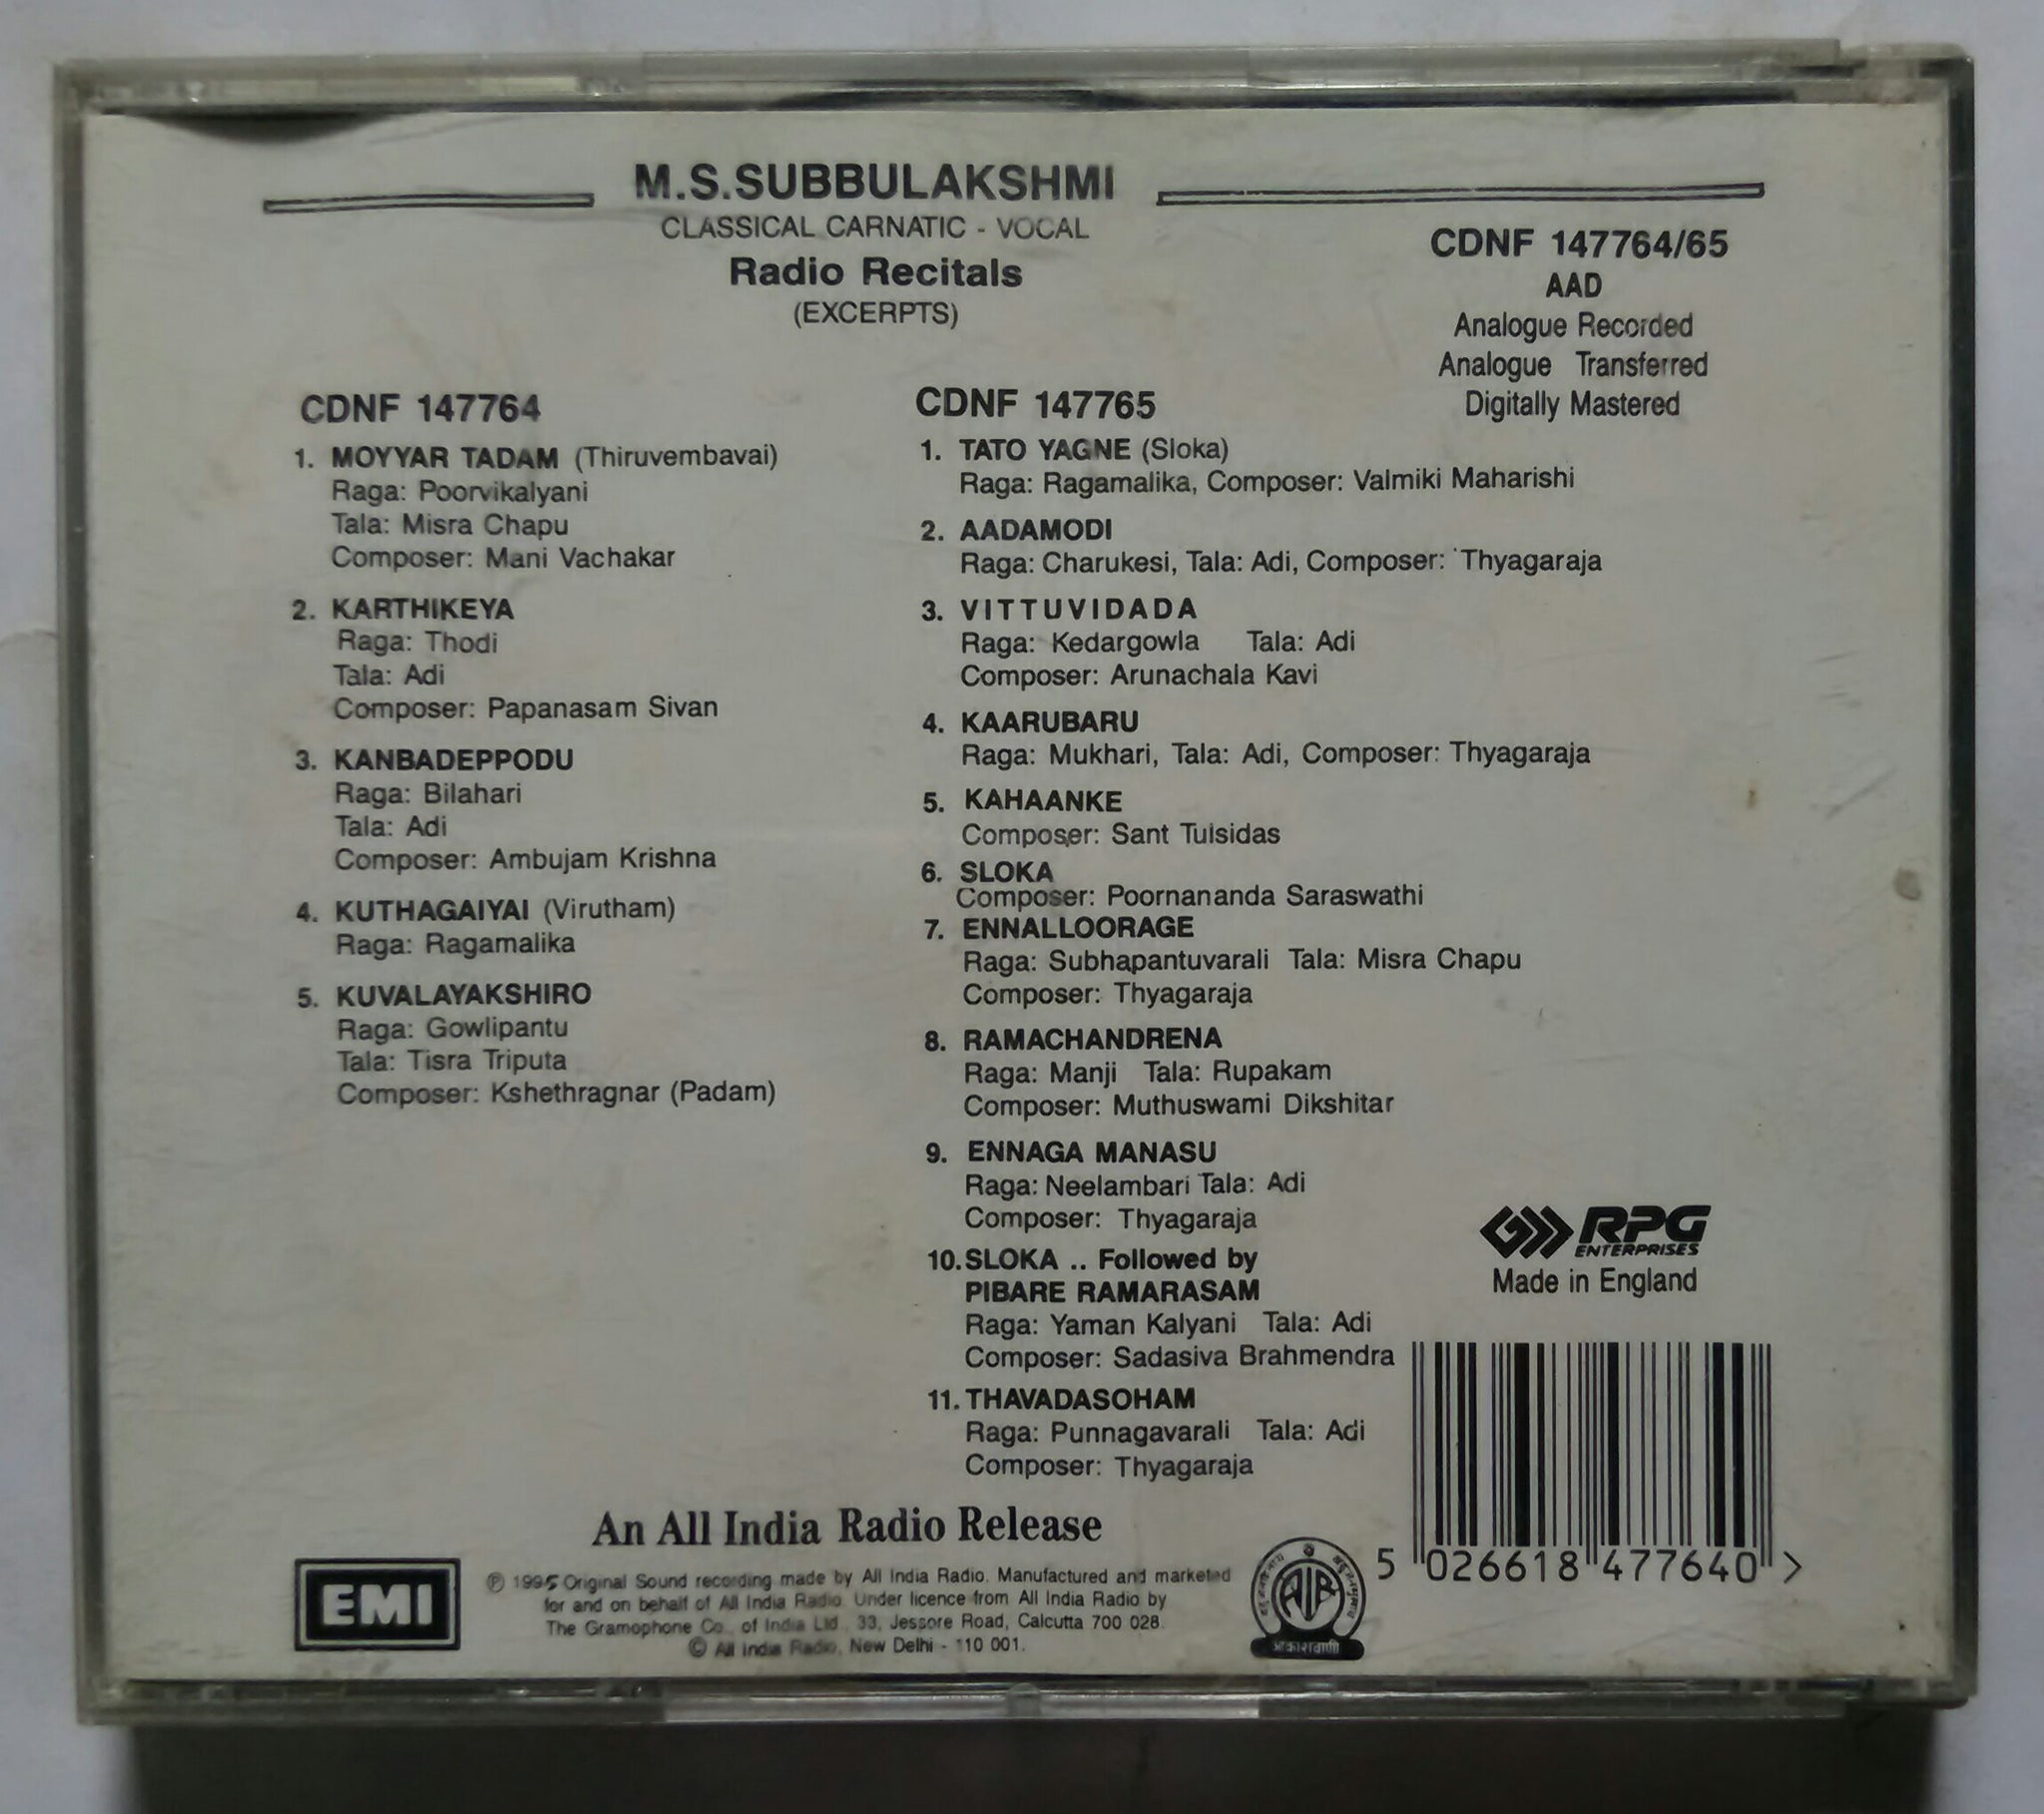 M.S.SUBBULAKSHMI
CLASSICAL CARNATIC - VOCAL
Radio Recitals
(EXCERPTS)
CDNF 147764/65
AAD
Analogue Recorded
Analogue Transferred
Digitally Mastered
CDNF 147764
1. MOYYAR TADAM (Thiruvembavai)
Raga: Poorvikalyani
Tala: Misra Chapu
Composer: Mani Vachakar
2. KARTHIKEYA
Raga: Thodi
Tala: Adi
Composer: Papanasam Sivan
3. KANBADEPPODU
Raga: Bilahari
Tala: Adi
Composer: Ambujam Krishna
4. KUTHAGAIYAI (Virutham)
Raga: Ragamalika
5. KUVALAYAKSHIRO
Raga: Gowlipantu
Tala: Tisra Triputa
Composer: Kshethragnar (Padam)
CDNF 147765
1. TATO YAGNE (Sloka)
Raga: Ragamalika, Composer: Valmiki Maharishi
2. AADAMODI
Raga: Charukesi, Tala: Adi, Composer: Thyagaraja
3. VITTUVIDADA
Raga: Kedargowla Tala: Adi
Composer: Arunachala Kavi
4. KAARUBARU
Raga: Mukhari, Tala: Adi, Composer: Thyagaraja
5. KAHAANKE
Composer: Sant Tulsidas
6. SLOKA
Composer: Poornananda Saraswathi
7. ENNALLOORAGE
Raga: Subhapantuvarali Tala: Misra Chapu
Composer: Thyagaraja
8. RAMACHANDRENA
Raga: Manji Tala: Rupakam
Composer: Muthuswami Dikshitar
9. ENNAGA MANASU
Raga: Neelambari Tala: Adi
Composer: Thyagaraja
10. SLOKA .. Followed by
PIBARE RAMARASAM
Raga: Yaman Kalyani Tala: Adi
Composer: Sadasiva Brahmendra
11. THAVADASOHAM
Raga: Punnagavarali Tala: Adi
Composer: Thyagaraja
RPG
ENTERPRISES
Made in England
An All India Radio Release
EMI
℗ 1995 Original Sound recording made by All India Radio. Manufactured and marketed
for and on behalf of All India Radio. Under licence from All India Radio by
The Gramophone Co., of India Ltd., 33, Jessore Road, Calcutta 700 028.
© All India Radio, New Delhi - 110 001.
AIR
आकाशवाणी
5 026618 477640 >